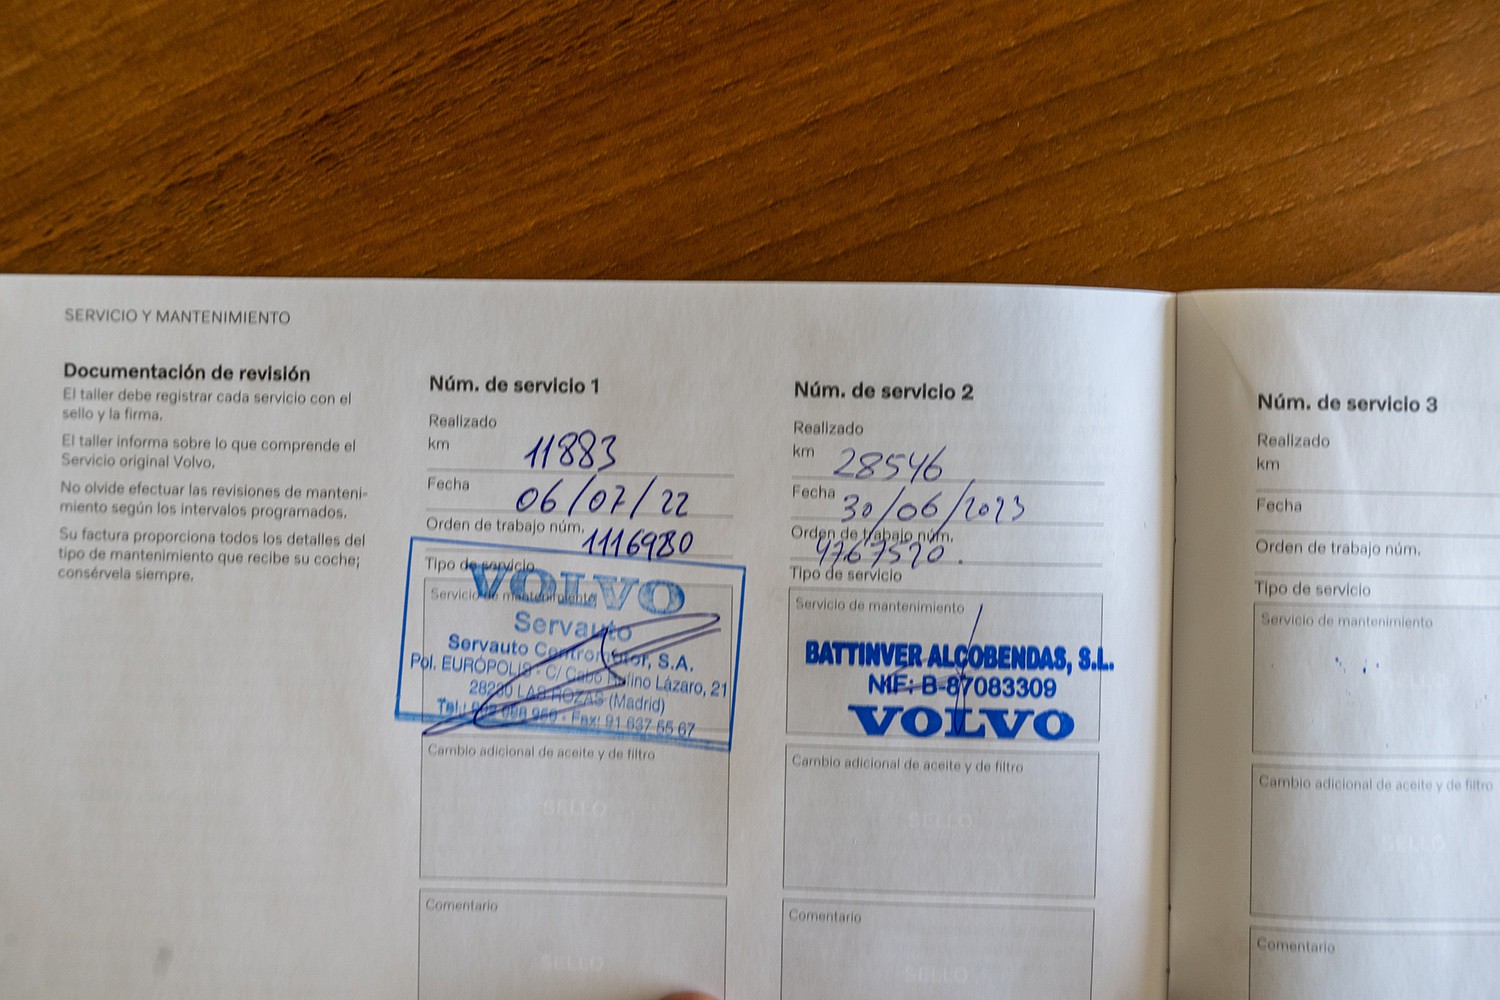 SERVICIO Y MANTENIMIENTO
Documentación de revisión
El taller debe registrar cada servicio con el
sello y la firma.
El taller informa sobre lo que comprende el
Servicio original Volvo.
No olvide efectuar las revisiones de manteni-
miento según los intervalos programados.
Su factura proporciona todos los detalles del
tipo de mantenimiento que recibe su coche;
consérvela siempre.
Núm. de servicio 1
Realizado
km 11883
Fecha 06/07/22
Orden de trabajo núm. 1116980
Tipo de servicio
Servicio de mantenimiento
VOLVO
Servauto
Servauto Centromotor, S.A.
Pol. EURÓPOLIS - C/ Cabo Rufino Lázaro, 21
28230 LAS ROZAS (Madrid)
Tel.: Fax: 91 637 55 67
Cambio adicional de aceite y de filtro
SELLO
Comentario
SELLO
Núm. de servicio 2
Realizado
km 28546
Fecha 30/06/2023
Orden de trabajo núm.
4767520.
Tipo de servicio
Servicio de mantenimiento
BATTINVER ALCOBENDAS, S.L.
NIF: B-87083309
VOLVO
Cambio adicional de aceite y de filtro
SELLO
Comentario
SELLO
Núm. de servicio 3
Realizado
km
Fecha
Orden de trabajo núm.
Tipo de servicio
Servicio de mantenimiento
Cambio adicional de aceite y de filtro
SELLO
Comentario